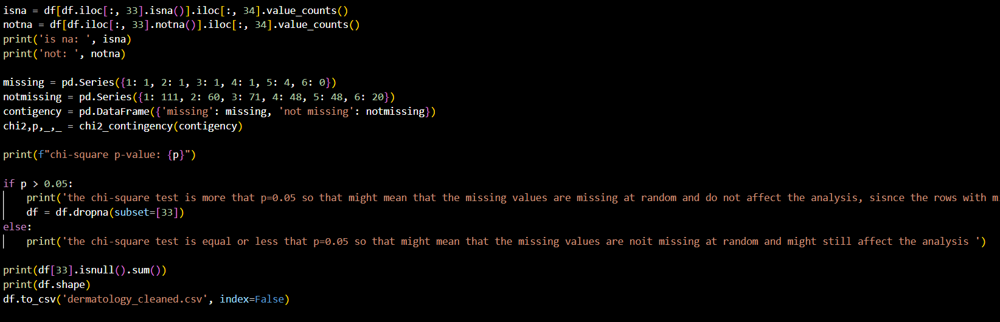 isna = df[df.iloc[:, 33].isna()].iloc[:, 34].value_counts()
notna = df[df.iloc[:, 33].notna()].iloc[:, 34].value_counts()
print('is na: ', isna)
print('not: ', notna)
missing = pd.Series({1: 1, 2: 1, 3: 1, 4: 1, 5: 4, 6: 0})
notmissing = pd.Series({1: 111, 2: 60, 3: 71, 4: 48, 5: 48, 6: 20})
contigency = pd.DataFrame({'missing': missing, 'not missing': notmissing})
chi2,p,_,_ = chi2_contingency(contigency)
print(f"chi-square p-value: {p}")
if p > 0.05:
    print('the chi-square test is more that p=0.05 so that might mean that the missing values are missing at random and do not affect the analysis, sisnce the rows with m
    df = df.dropna(subset=[33])
else:
    print('the chi-square test is equal or less that p=0.05 so that might mean that the missing values are noit missing at random and might still affect the analysis ')
print(df[33].isnull().sum())
print(df.shape)
df.to_csv('dermatology_cleaned.csv', index=False)